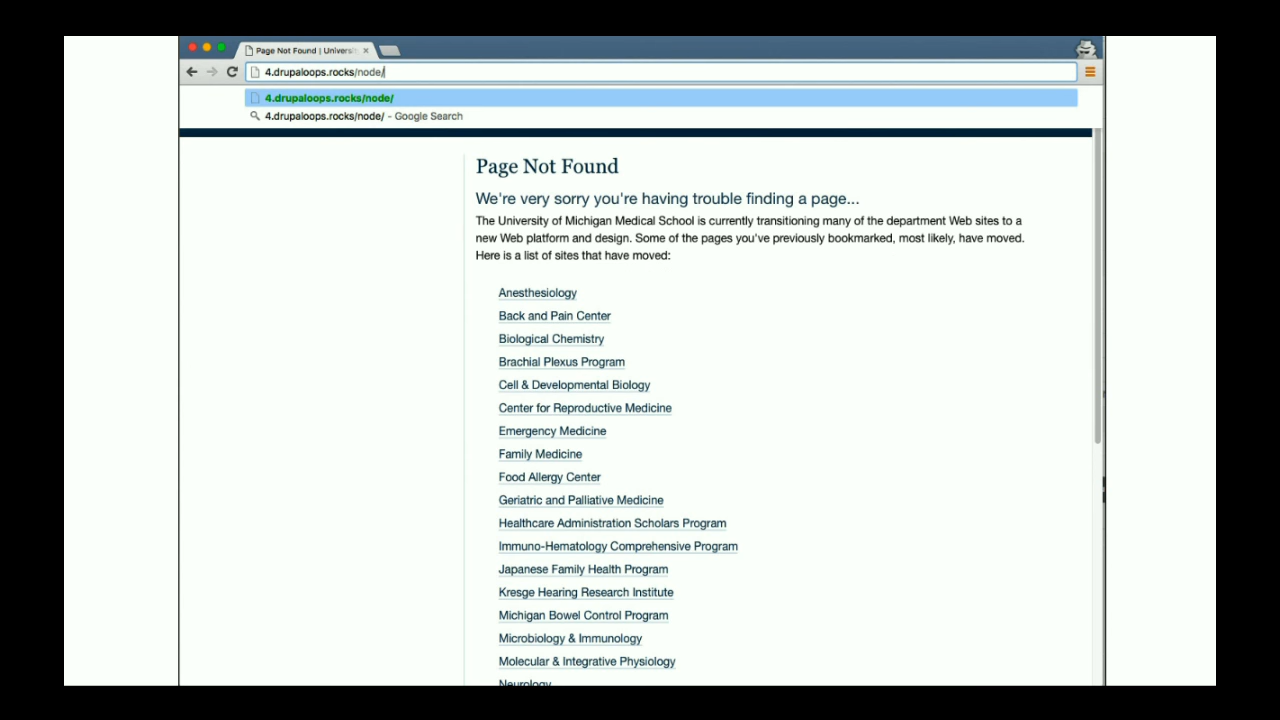 Page Not Found | Universi
4.drupaloops.rocks/node/
4.drupaloops.rocks/node/
4.drupaloops.rocks/node/ - Google Search
Page Not Found
We're very sorry you're having trouble finding a page...
The University of Michigan Medical School is currently transitioning many of the department Web sites to a
new Web platform and design. Some of the pages you've previously bookmarked, most likely, have moved.
Here is a list of sites that have moved:
Anesthesiology
Back and Pain Center
Biological Chemistry
Brachial Plexus Program
Cell & Developmental Biology
Center for Reproductive Medicine
Emergency Medicine
Family Medicine
Food Allergy Center
Geriatric and Palliative Medicine
Healthcare Administration Scholars Program
Immuno-Hematology Comprehensive Program
Japanese Family Health Program
Kresge Hearing Research Institute
Michigan Bowel Control Program
Microbiology & Immunology
Molecular & Integrative Physiology
Neurology